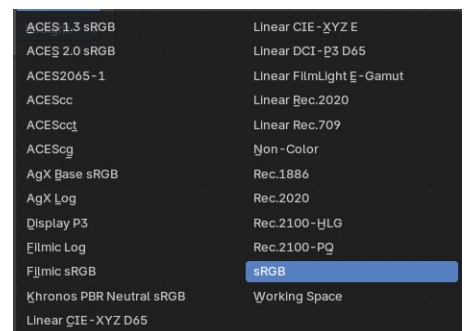 ACES 1.3 sRGB
ACES 2.0 sRGB
ACES2065-1
ACEScc
ACEScct
ACEScg
AgX Base sRGB
AgX Log
Display P3
Filmic Log
Filmic sRGB
Khronos PBR Neutral sRGB
Linear CIE-XYZ D65
Linear CIE-XYZ E
Linear DCI-P3 D65
Linear FilmLight E-Gamut
Linear Rec.2020
Linear Rec.709
Non-Color
Rec.1886
Rec.2020
Rec.2100-HLG
Rec.2100-PQ
sRGB
Working Space